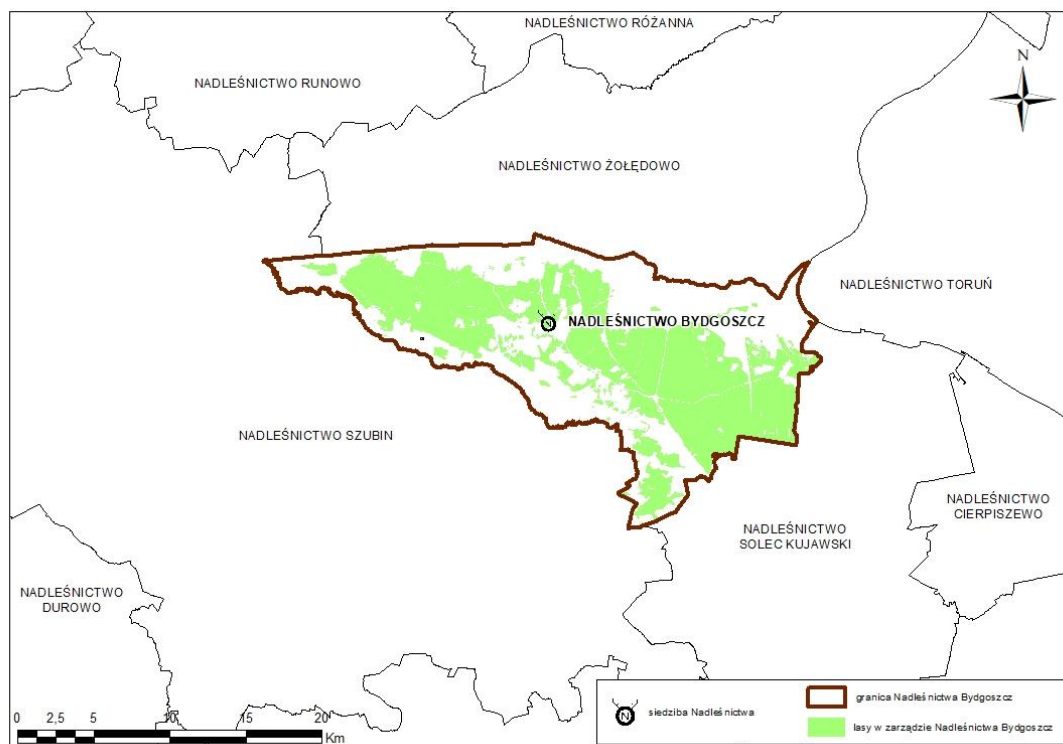 NADLEŚNICTWO RÓŻANNA
N
NADLEŚNICTWO RUNOWO
NADLEŚNICTWO ŻOŁĘDOWO
NADLEŚNICTWO TORUŃ
N
NADLEŚNICTWO BYDGOSZCZ
NADLEŚNICTWO SZUBIN
NADLEŚNICTWO
CIERPISZEWO
NADLEŚNICTWO
SOLEC KUJAWSKI
NADLEŚNICTWO
DUROWO
0 2,5 5 10 15 20
Km
N
siedziba Nadleśnictwa
granica Nadleśnictwa Bydgoszcz
lasy w zarządzie Nadleśnictwa Bydgoszcz